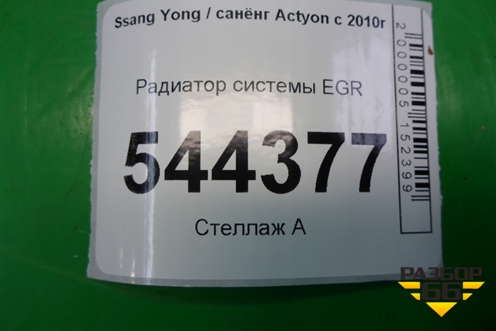 Ssang Yong / санёнг Actyon с 2010г
Радиатор системы EGR
544377
Стеллаж А
2000005152399
РАЗБОР
66